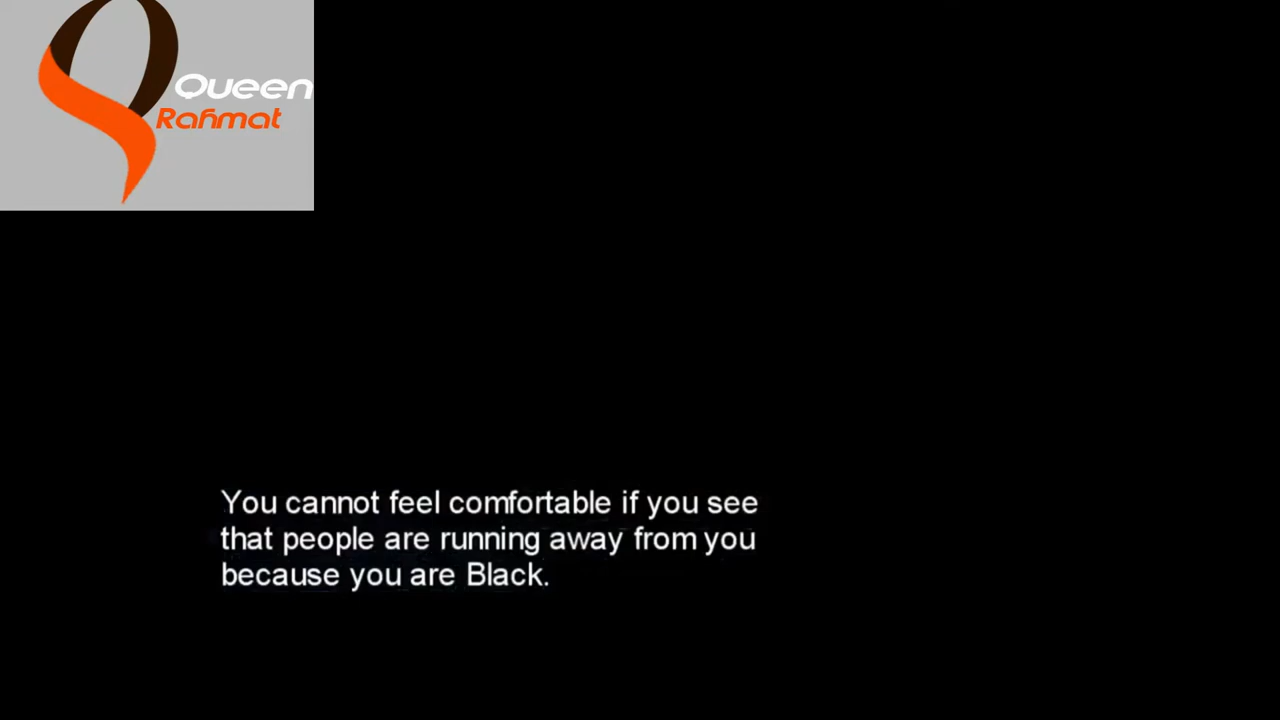 Queen
Rahmat
You cannot feel comfortable if you see
that people are running away from you
because you are Black.